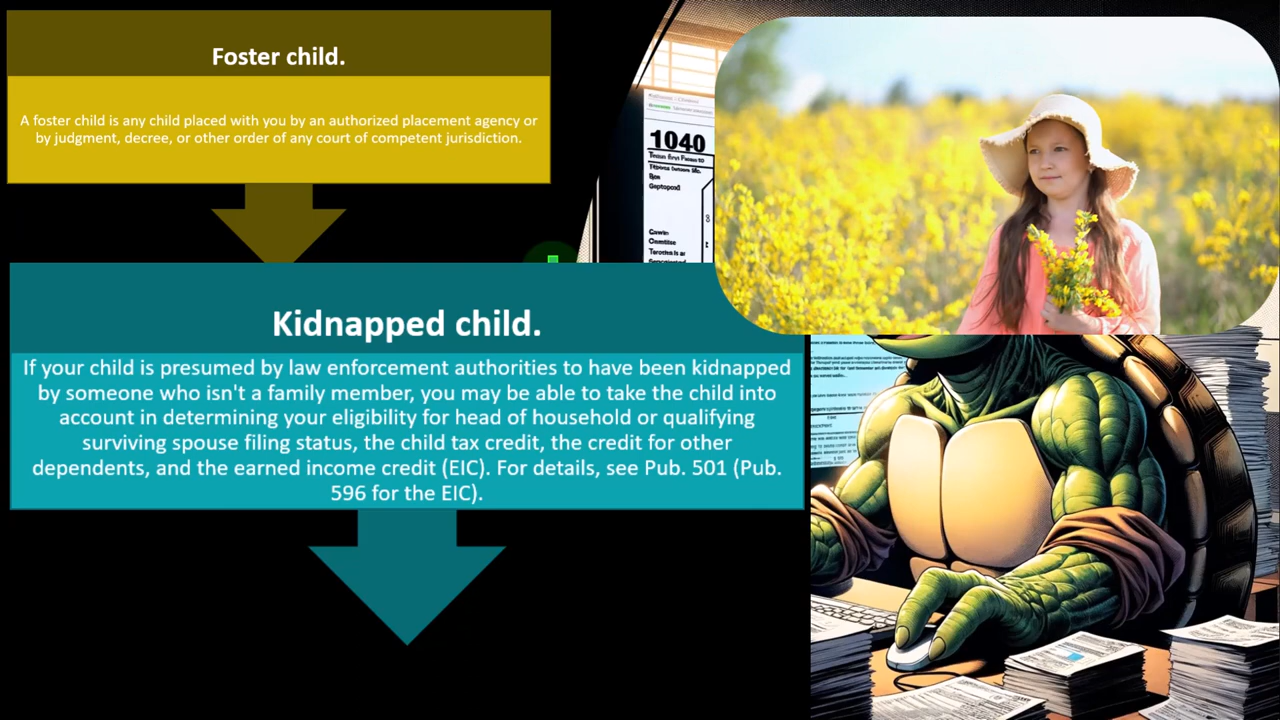 Foster child.
A foster child is any child placed with you by an authorized placement agency or
by judgment, decree, or other order of any court of competent jurisdiction.
1040
Kidnapped child.
If your child is presumed by law enforcement authorities to have been kidnapped
by someone who isn't a family member, you may be able to take the child into
account in determining your eligibility for head of household or qualifying
surviving spouse filing status, the child tax credit, the credit for other
dependents, and the earned income credit (EIC). For details, see Pub. 501 (Pub.
596 for the EIC).